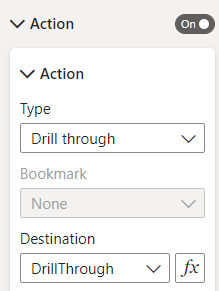 Action
On
Action
Type
Drill through
Bookmark
None
Destination
DrillThrough
fx